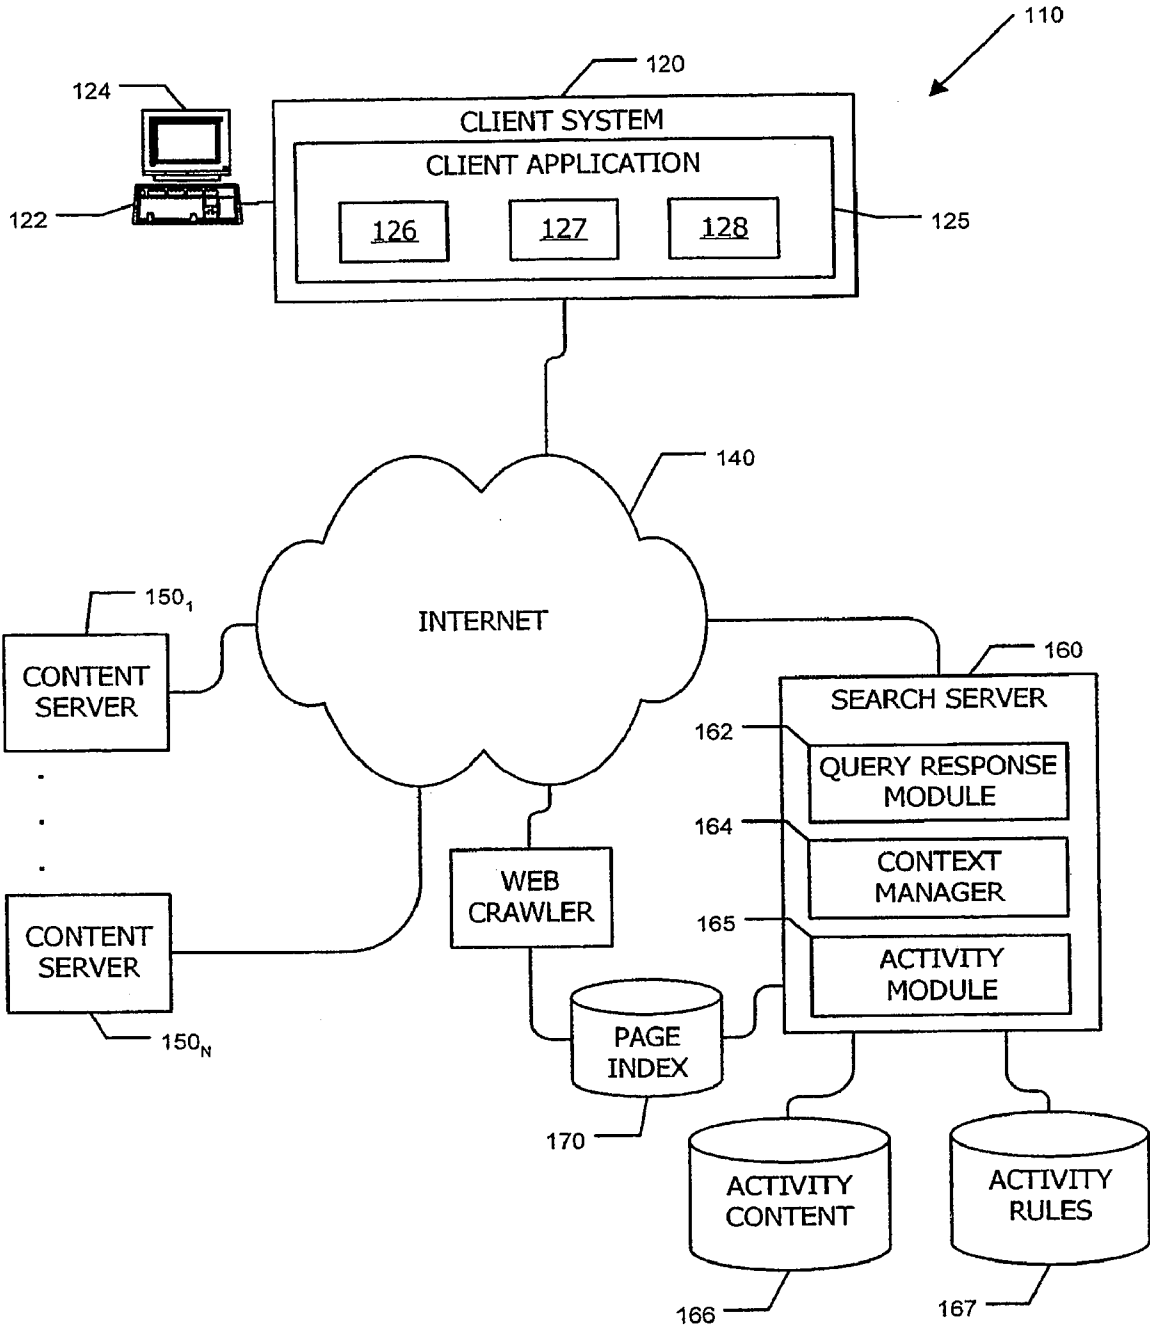 110
120
124
CLIENT SYSTEM
CLIENT APPLICATION
122
126
127
128
125
140
150₁
INTERNET
CONTENT
SERVER
160
SEARCH SERVER
162
QUERY RESPONSE
MODULE
.
.
.
164
CONTEXT
MANAGER
WEB
CRAWLER
165
CONTENT
SERVER
ACTIVITY
MODULE
150N
PAGE
INDEX
170
ACTIVITY
CONTENT
ACTIVITY
RULES
166
167